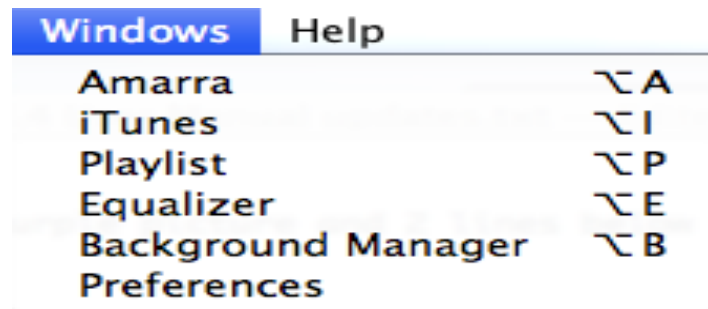 Windows Help
Amarra ⌥A
iTunes ⌥I
Playlist ⌥P
Equalizer ⌥E
Background Manager ⌥B
Preferences